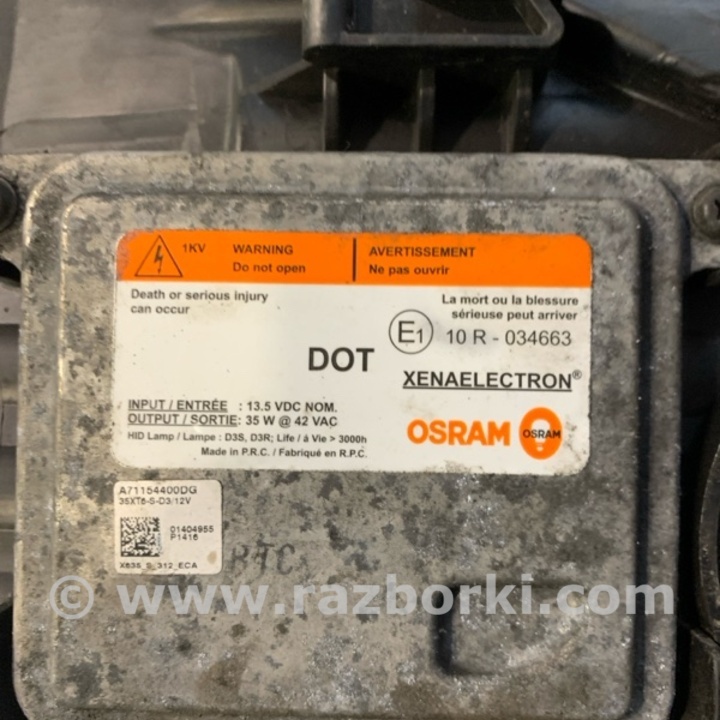 1KV
WARNING
Do not open
AVERTISSEMENT
Ne pas ouvrir
Death or serious injury
can occur
La mort ou la blessure
sérieuse peut arriver
E1 10 R - 034663
DOT
XENAELECTRON®
INPUT / ENTRÉE : 13.5 VDC NOM.
OUTPUT / SORTIE: 35 W @ 42 VAC
HID Lamp / Lampe : D3S, D3R; Life / á Vie > 3000h
Made in P.R.C. / Fabriqué en R.P.C.
OSRAM OSRAM
A71154400DG
35XT6-S-D3/12V
01404955
P1416
X635_S_312_ECA
BTC
© www.razborki.com